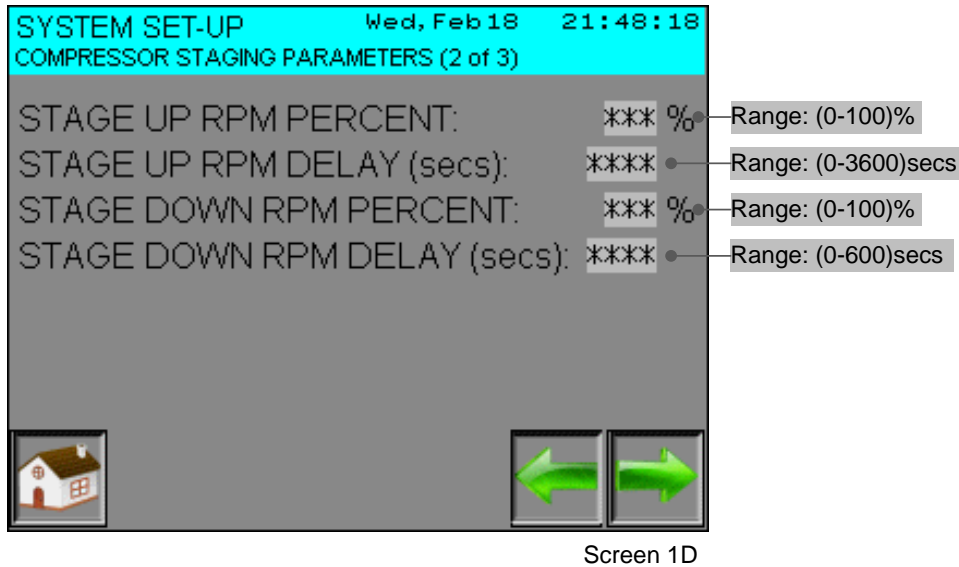 SYSTEM SET-UP Wed, Feb 18 21:48:18
COMPRESSOR STAGING PARAMETERS (2 of 3)
STAGE UP RPM PERCENT: *** % Range: (0-100)%
STAGE UP RPM DELAY (secs): **** Range: (0-3600)secs
STAGE DOWN RPM PERCENT: *** % Range: (0-100)%
STAGE DOWN RPM DELAY (secs): **** Range: (0-600)secs
Screen 1D